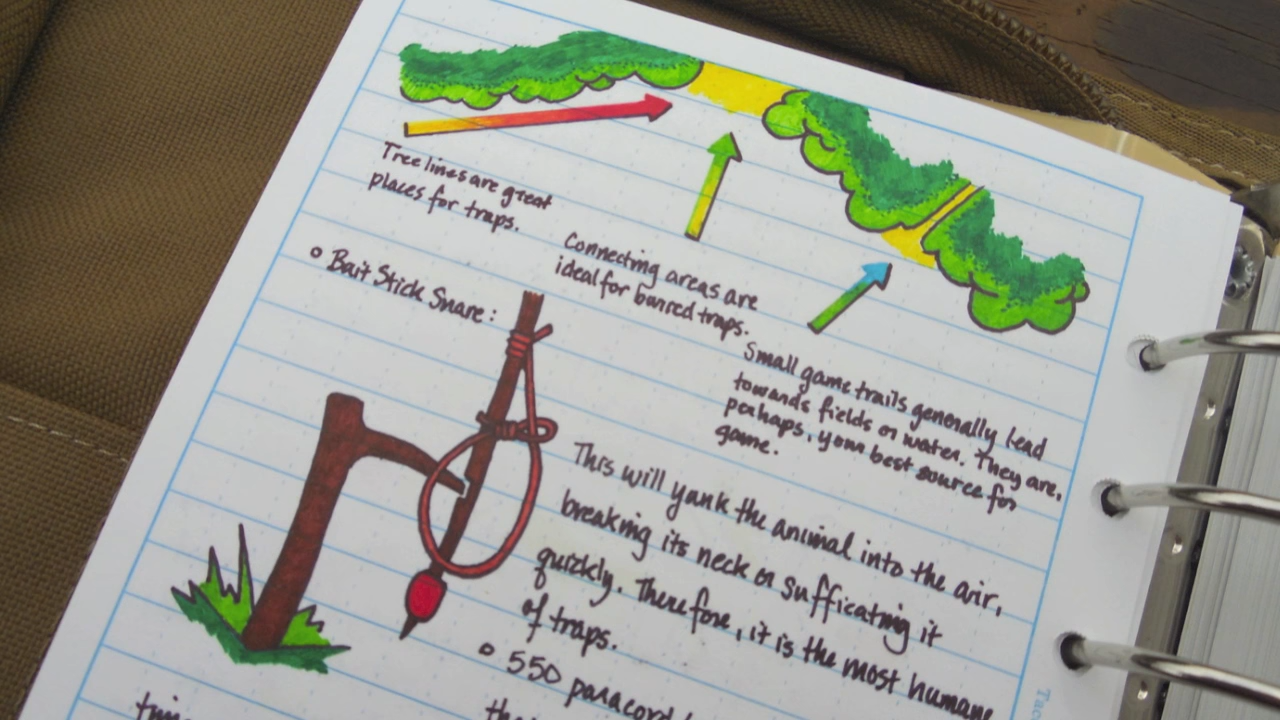 Tree lines are great
places for traps.
Connecting areas are
ideal for banred traps.
Small game trails generally lead
towards fields or water. They are,
perhaps, your best source for
game.
o Bait Stick Snare:
This will yank the animal into the air,
breaking its neck or sufficating it
quickly. Therefore, it is the most humane
of traps.
o 550 paracord